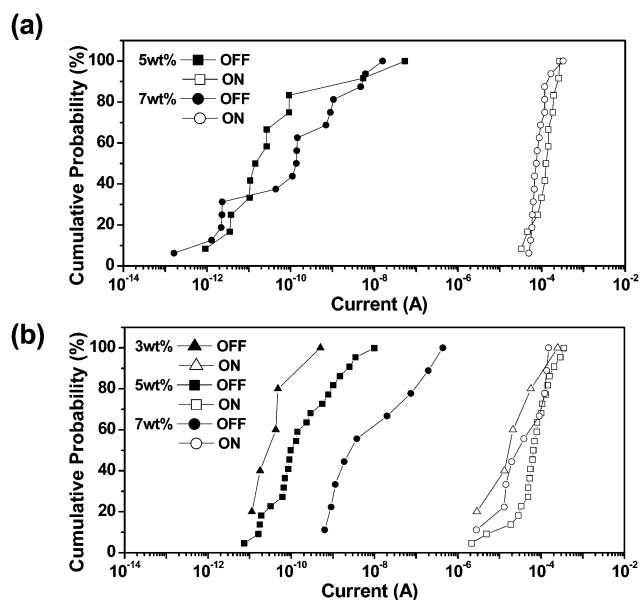 (a)
5wt% OFF
ON
7wt% OFF
ON
Cumulative Probability (%)
100
80
60
40
20
0
10-14 10-12 10-10 10-8 10-6 10-4 10-2
Current (A)
(b)
3wt% OFF
ON
5wt% OFF
ON
7wt% OFF
ON
Cumulative Probability (%)
100
80
60
40
20
0
10-14 10-12 10-10 10-8 10-6 10-4 10-2
Current (A)